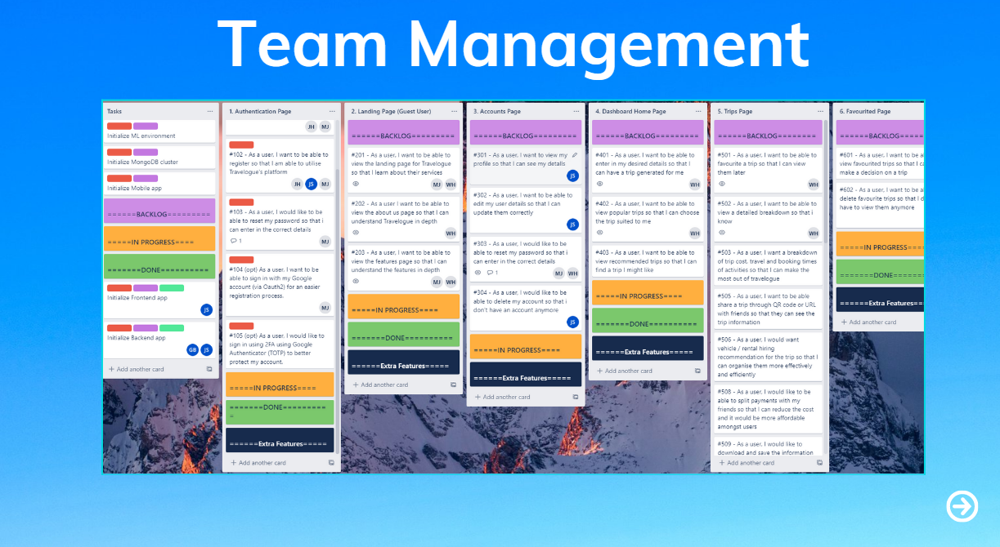 Team Management
Tasks
Initialize ML environment
Initialize MongoDB cluster
Initialize Mobile app
======BACKLOG=========
=====IN PROGRESS====
=======DONE==========
Initialize Frontend app
JS
Initialize Backend app
GB JS
+ Add another card
1. Authentication Page
JH MJ
#102 - As a user, I want to be able to
register so that I am able to utilise
Travelogue's platform
JH JS MJ
#103 - As a user, I would like to be
able to reset my password so that i
can enter in the correct details
1
MJ
#104 (opt) As a user, I want to be
able to sign in with my Google
account (via Oauth2) for an easier
registration process.
MJ
#105 (opt) As a user, I would like to
sign in using 2FA using Google
Authenticator (TOTP) to better
protect my account.
=====IN PROGRESS====
=======DONE=========
=
======Extra Features=====
+ Add another card
2. Landing Page (Guest User)
======BACKLOG=========
#201 - As a user, I want to be able to
view the landing page for Travelogue
so that I learn about their services
MJ WH
#202 - As a user, I want to be able to
view the about us page so that I can
understand Travelogue in depth
WH
#203 - As a user, I want to be able to
view the features page so that I can
understand the features in depth
MJ WH
=====IN PROGRESS====
=======DONE==========
======Extra Features=====
+ Add another card
3. Accounts Page
======BACKLOG=========
#301 - As a user, I want to view my
profile so that I can see my details
JS
#302 - As a user, I want to be able to
edit my user details so that I can
update them correctly
JS
#303 - As a user, I would like to be
able to reset my password so that i
can enter in the correct details
1
MJ WH
#304 - As a user, I would like to be
able to delete my account so that i
don't have an account anymore
JS
=====IN PROGRESS====
======Extra Features=====
+ Add another card
4. Dashboard Home Page
======BACKLOG=========
#401 - As a user, I want to be able to
enter in my desired details so that I
can have a trip generated for me
WH
#402 - As a user, I want to be able to
view popular trips so that I can choose
the trip suited to me
WH
#403 - As a user, I want to be able to
view recommended trips so that I can
find a trip I might like
=====IN PROGRESS====
=======DONE==========
======Extra Features=====
+ Add another card
5. Trips Page
======BACKLOG=========
#501 - As a user, I want to be able to
favourite a trip so that I can view
them later
WH
#502 - As a user, I want to be able to
view a detailed breakdown so that i
know
WH
#503 - As a user, I want a breakdown
of trip cost, travel and booking times
of activities so that I can make the
most out of travelogue
#505 - As a user, I want to be able
share a trip through QR code or URL
with friends so that they can see the
trip information
#506 - As a user, I would want
vehicle / rental hiring
recommendation for the trip so that I
can organise them more effectively
and efficiently
#508 - As a user, I would like to be
able to split payments with my
friends so that I can reduce the cost
and it would be more affordable
amongst users
#509 - As a user, I would like to
download and save the information
+ Add another card
6. Favourited Page
======BACKLOG====
#601 - As a user, I want to be a
view favourited trips so that I c
make a decision on a trip
#602 - As a user, I want to be a
delete favourite trips so that I d
have to view them anymore
=====IN PROGRESS====
=======DONE=====
======Extra Features===
+ Add another card